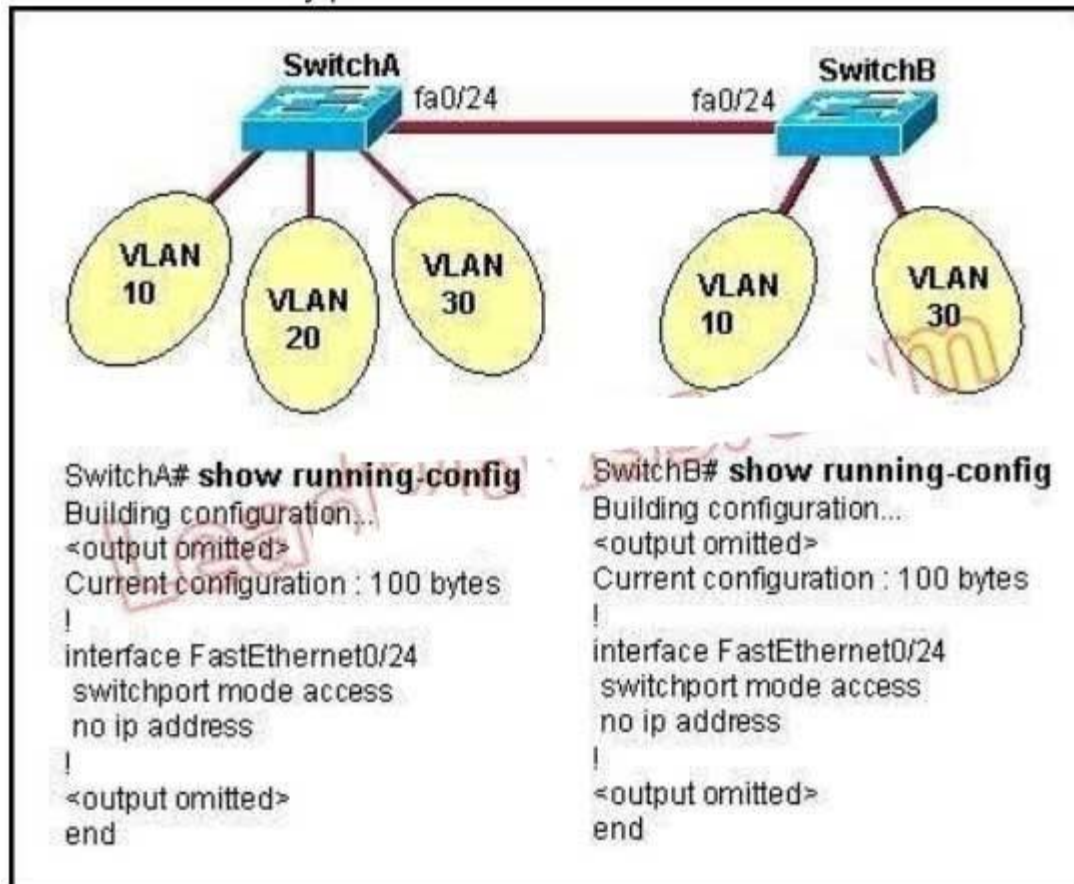 SwitchA
fa0/24
fa0/24
SwitchB
VLAN
10
VLAN
20
VLAN
30
VLAN
10
VLAN
30
SwitchA# show running-config
Building configuration...
<output omitted>
Current configuration : 100 bytes
!
interface FastEthernet0/24
switchport mode access
no ip address
!
<output omitted>
end
SwitchB# show running-config
Building configuration...
<output omitted>
Current configuration : 100 bytes
!
interface FastEthernet0/24
switchport mode access
no ip address
!
<output omitted>
end